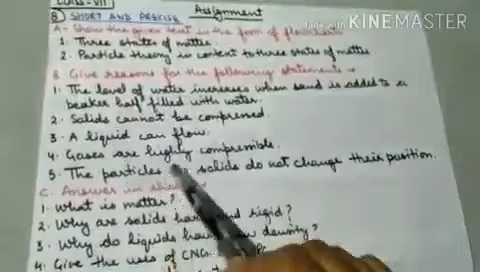 CLASS-VII
Assignment
MADE WITH KINEMASTER
B) SHORT AND PRECISE
A- Show the given text in the form of flow
1. Three states of matter.
2. Particle theory in context to three states of matter
B Give reasons for the following statements
1. The level of water increases when sand is added to a
beaker half filled with water.
2. Solids cannot be compressed.
3. A liquid can flow.
4. Gases are highly compressible.
5. The particles solids do not change their position.
C. Answer in
1. What is matter?
2. Why are solids hard and rigid?
3. Why do liquids density?
4. Give the uses of CNG